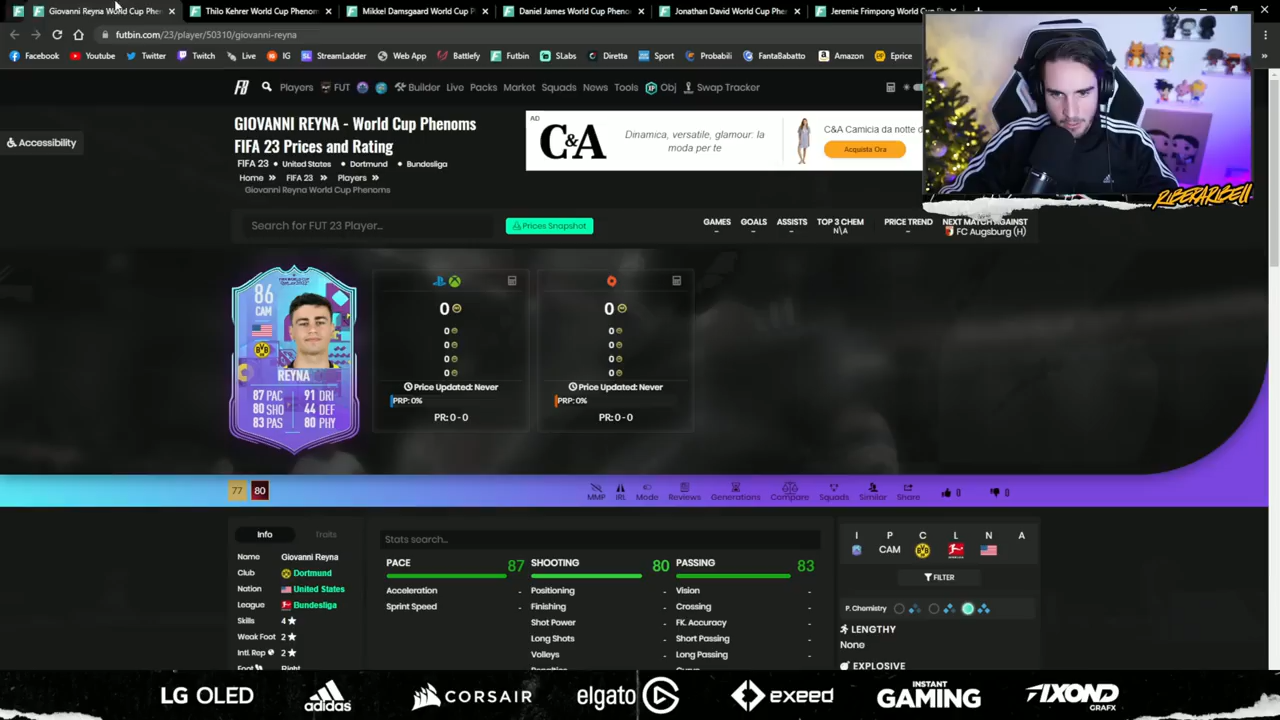 Giovanni Reyna World Cup Phe
Thilo Kehrer World Cup Phenom
Mikkel Damsgaard World Cup P
Daniel James World Cup Phenom
Jonathan David World Cup Phen
Jeremie Frimpong World Cup
futbin.com/23/player/50310/giovanni-reyna
Facebook Youtube Twitter Twitch Live IG StreamLadder Web App Battlefy Futbin SLabs Diretta Sport Probabili FantaBabatto Amazon Eprice
Players FUT Builder Live Packs Market Squads News Tools Obj Swap Tracker
Accessibility
GIOVANNI REYNA - World Cup Phenoms
FIFA 23 Prices and Rating
FIFA 23 United States Dortmund Bundesliga
Home FIFA 23 Players
Giovanni Reyna World Cup Phenoms
AD
C&A
Dinamica, versatile, glamour: la
moda per te
C&A Camicia da notte d
Acquista Ora
RIBERARIBELL
Search for FUT 23 Player...
Prices Snapshot
GAMES GOALS ASSISTS TOP 3 CHEM PRICE TREND NEXT MATCH AGAINST
- - - N\A - FC Augsburg (H)
86
CAM
REYNA
87 PAC 91 DRI
80 SHO 44 DEF
83 PAS 80 PHY
0
0
0
0
0
Price Updated: Never
PRP: 0%
PR: 0 - 0
0
0
0
0
0
Price Updated: Never
PRP: 0%
PR: 0 - 0
77 80
MMP IRL Mode Reviews Generations Compare Squads Similar Share 0 0
Info Traits
Name Giovanni Reyna
Club Dortmund
Nation United States
League Bundesliga
Skills 4
Weak Foot 2
Intl. Rep 2
Foot Right
Stats search...
PACE 87
Acceleration -
Sprint Speed -
SHOOTING 80
Positioning -
Finishing -
Shot Power -
Long Shots -
Volleys -
Penalties
PASSING 83
Vision -
Crossing -
FK. Accuracy -
Short Passing -
Long Passing -
Curve
I P C L N A
CAM
FILTER
P. Chemistry
LENGTHY
None
EXPLOSIVE
LG OLED adidas CORSAIR elgato exeed INSTANT GAMING FIXOND GRAFX